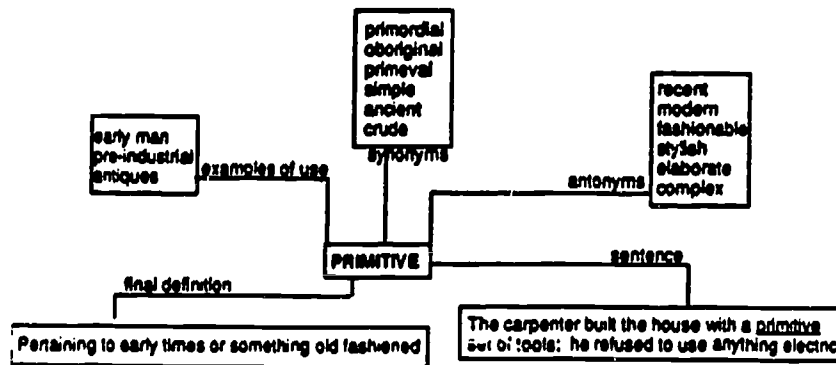 primordial
aboriginal
primeval
simple
ancient
crude
synonyms
recent
modern
fashionable
stylish
elaborate
complex
antonyms
early man
pre-industrial
antiques
examples of use
PRIMITIVE
sentence
final definition
The carpenter built the house with a primitive
set of tools: he refused to use anything electric
Pertaining to early times or something old fashioned